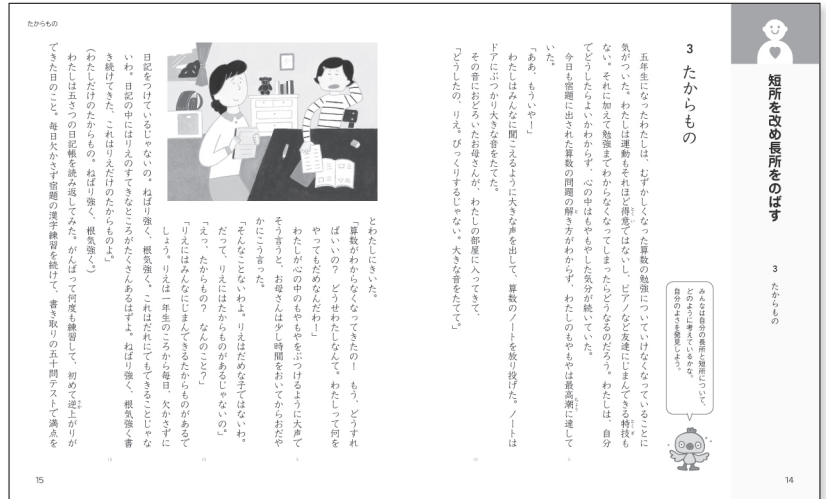 短所を改め長所をのばす
3 たからもの
みんなは自分の長所と短所について、
どのように考えているかな。
自分のよさを発見しよう。
14
3 たからもの
五年生になったわたしは、むずかしくなった算数の勉強についていけなくなっていることに
気がついた。わたしは運動もそれほど得意ではないし、ピアノなど友達にじまんできる特技も
ない。それに加えて勉強までわからなくなってしまったらどうなるのだろう。わたしは、自分
でどうしたらよいかわからず、心の中はもやもやした気分が続いていた。
今日も宿題に出された算数の問題の解き方がわからず、わたしのもやもやは最高潮に達して
いた。
「ああ、もういや！」
わたしはみんなに聞こえるように大きな声を出して、算数のノートを放り投げた。ノートは
ドアにぶつかり大きな音をたてた。
その音におどろいたお母さんが、わたしの部屋に入ってきて、
「どうしたの、りえ。びっくりするじゃない。大きな音をたてて。」
たからもの
とわたしにきいた。
「算数がわからなくなってきたの！　もう、どうすれ
ばいいの？　どうせわたしなんて。わたしって何を
やってもだめなんだわ！」
わたしが心の中のもやもやをぶつけるように大声で
そう言うと、お母さんは少し時間をおいてからおだや
かにこう言った。
「そんなことないわよ。りえはだめな子ではないわ。
だって、りえにはたからものがあるじゃないの。」
「えっ、たからもの？　なんのこと？」
「りえにはみんなにじまんできるたからものがあるで
しょう。りえは一年生のころから毎日、欠かさずに
日記をつけているじゃないの。ねばり強く、根気強く。これはだれにでもできることじゃな
いわ。日記の中にはりえのすてきなところがたくさんあるはずよ。ねばり強く、根気強く書
き続けてきた、これはりえだけのたからものよ。」
（わたしだけのたからもの。ねばり強く、根気強く。）
わたしは五さつの日記帳を読み返してみた。がんばって何度も練習して、初めて逆上がりが
できた日のこと。毎日欠かさず宿題の漢字練習を続けて、書き取りの五十問テストで満点を
15